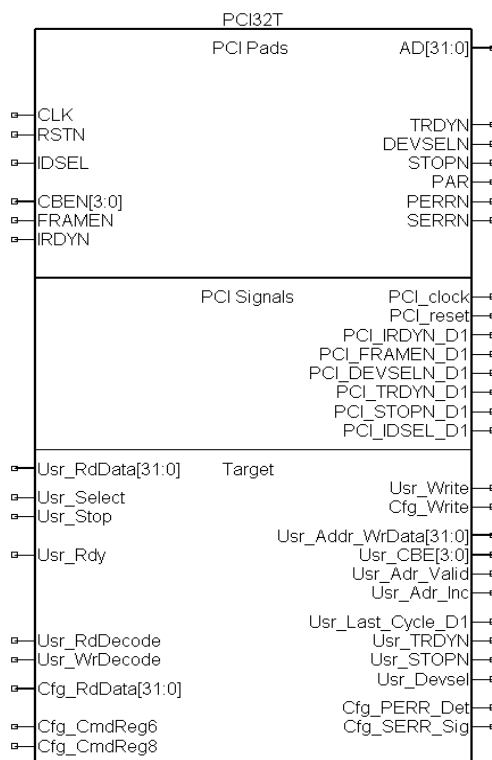 PCI32T
PCI Pads AD[31:0]
CLK
RSTN TRDYN
DEVSELN
IDSEL STOPN
PAR
CBEN[3:0] PERRN
FRAMEN SERRN
IRDYN
PCI Signals PCI_clock
PCI_reset
PCI_IRDYN_D1
PCI_FRAMEN_D1
PCI_DEVSELN_D1
PCI_TRDYN_D1
PCI_STOPN_D1
PCI_IDSEL_D1
Usr_RdData[31:0] Target
Usr_Write
Usr_Select Cfg_Write
Usr_Stop
Usr_Addr_WrData[31:0]
Usr_Rdy Usr_CBE[3:0]
Usr_Adr_Valid
Usr_Adr_Inc
Usr_Last_Cycle_D1
Usr_RdDecode Usr_TRDYN
Usr_WrDecode Usr_STOPN
Usr_Devsel
Cfg_RdData[31:0]
Cfg_PERR_Det
Cfg_CmdReg6 Cfg_SERR_Sig
Cfg_CmdReg8